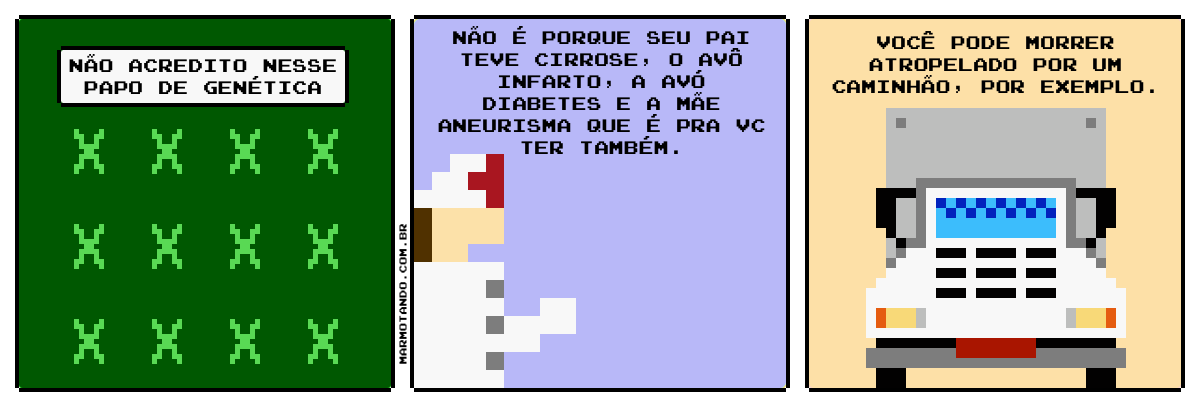 NÃO ACREDITO NESSE
PAPO DE GENÉTICA
NÃO É PORQUE SEU PAI
TEVE CIRROSE, O AVÔ
INFARTO, A AVÓ
DIABETES E A MÃE
ANEURISMA QUE É PRA VC
TER TAMBÉM.
MARMOTANDO.COM.BR
VOCÊ PODE MORRER
ATROPELADO POR UM
CAMINHÃO, POR EXEMPLO.